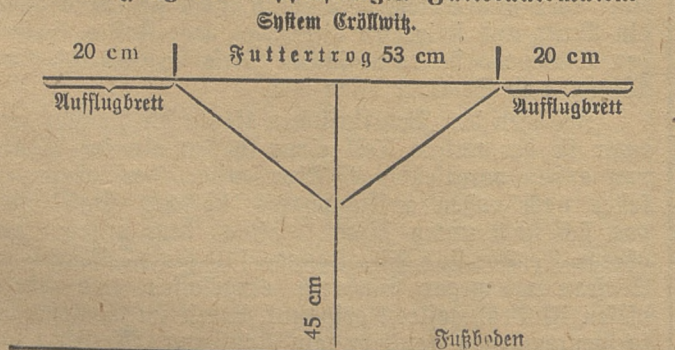 System Cröllwitz.
20 cm Futtertrog 53 cm 20 cm
Aufflugbrett Aufflugbrett
45 cm
Fußboden